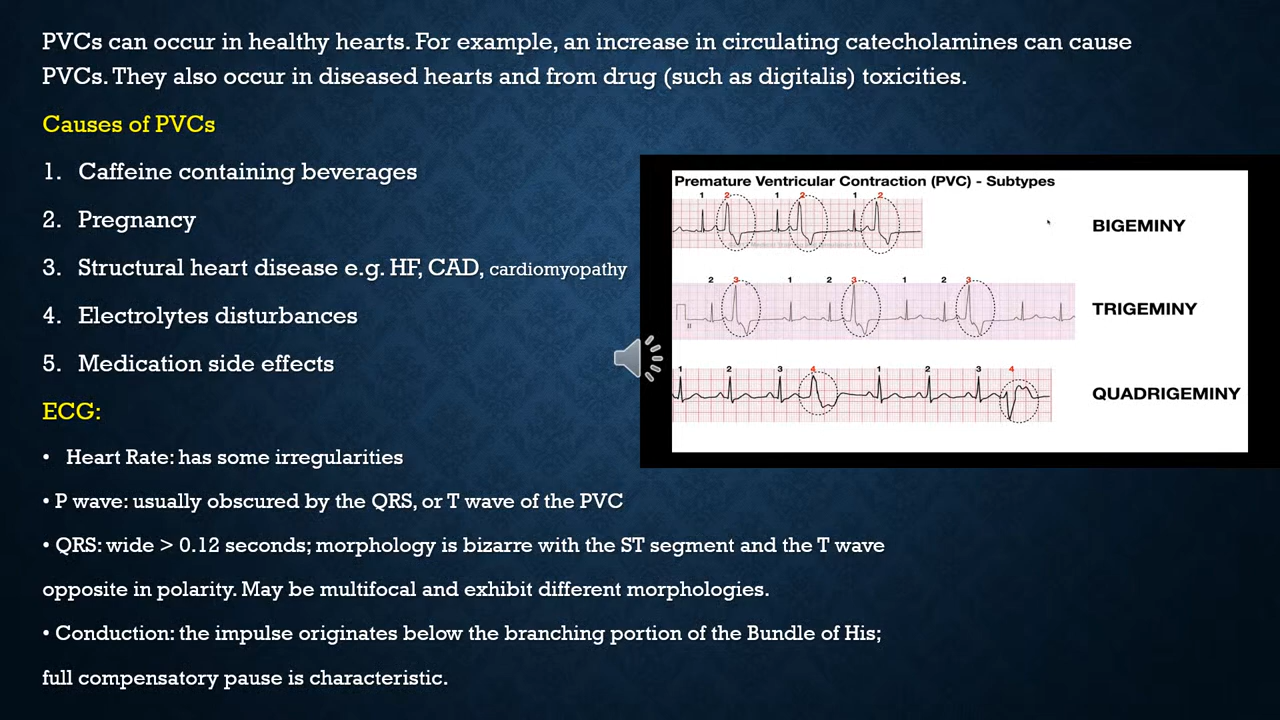 PVCs can occur in healthy hearts. For example, an increase in circulating catecholamines can cause
PVCs. They also occur in diseased hearts and from drug (such as digitalis) toxicities.
Causes of PVCs
1. Caffeine containing beverages
2. Pregnancy
3. Structural heart disease e.g. HF, CAD, cardiomyopathy
4. Electrolytes disturbances
5. Medication side effects
ECG:
• Heart Rate: has some irregularities
• P wave: usually obscured by the QRS, or T wave of the PVC
• QRS: wide > 0.12 seconds; morphology is bizarre with the ST segment and the T wave
opposite in polarity. May be multifocal and exhibit different morphologies.
• Conduction: the impulse originates below the branching portion of the Bundle of His;
full compensatory pause is characteristic.
Premature Ventricular Contraction (PVC) - Subtypes
1 2 1 2 1 2
BIGEMINY
2 3 1 2 3 1 2 3
II
TRIGEMINY
1 2 3 4 1 2 3 4
QUADRIGEMINY